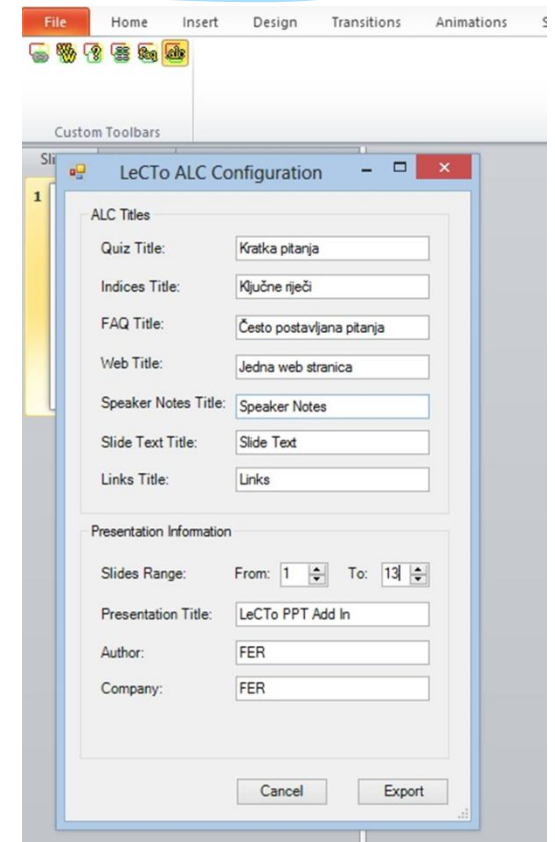 File Home Insert Design Transitions Animations S
Faq alc
Custom Toolbars
Sli
1
LeCTo ALC Configuration
ALC Titles
Quiz Title: Kratka pitanja
Indices Title: Ključne riječi
FAQ Title: Često postavljana pitanja
Web Title: Jedna web stranica
Speaker Notes Title: Speaker Notes
Slide Text Title: Slide Text
Links Title: Links
Presentation Information
Slides Range: From: 1 To: 13
Presentation Title: LeCTo PPT Add In
Author: FER
Company: FER
Cancel Export